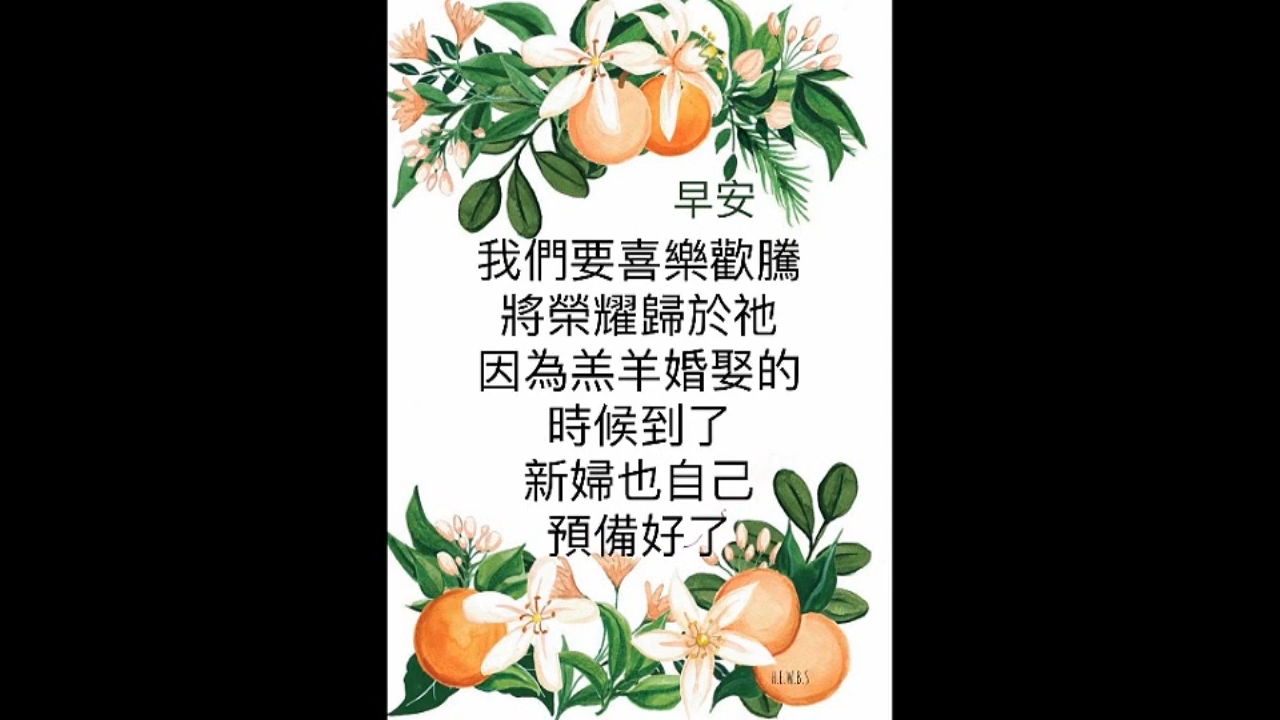 早安
我們要喜樂歡騰
將榮耀歸於祂
因為羔羊婚娶的
時候到了
新婦也自己
預備好了
H.E.W.B.S